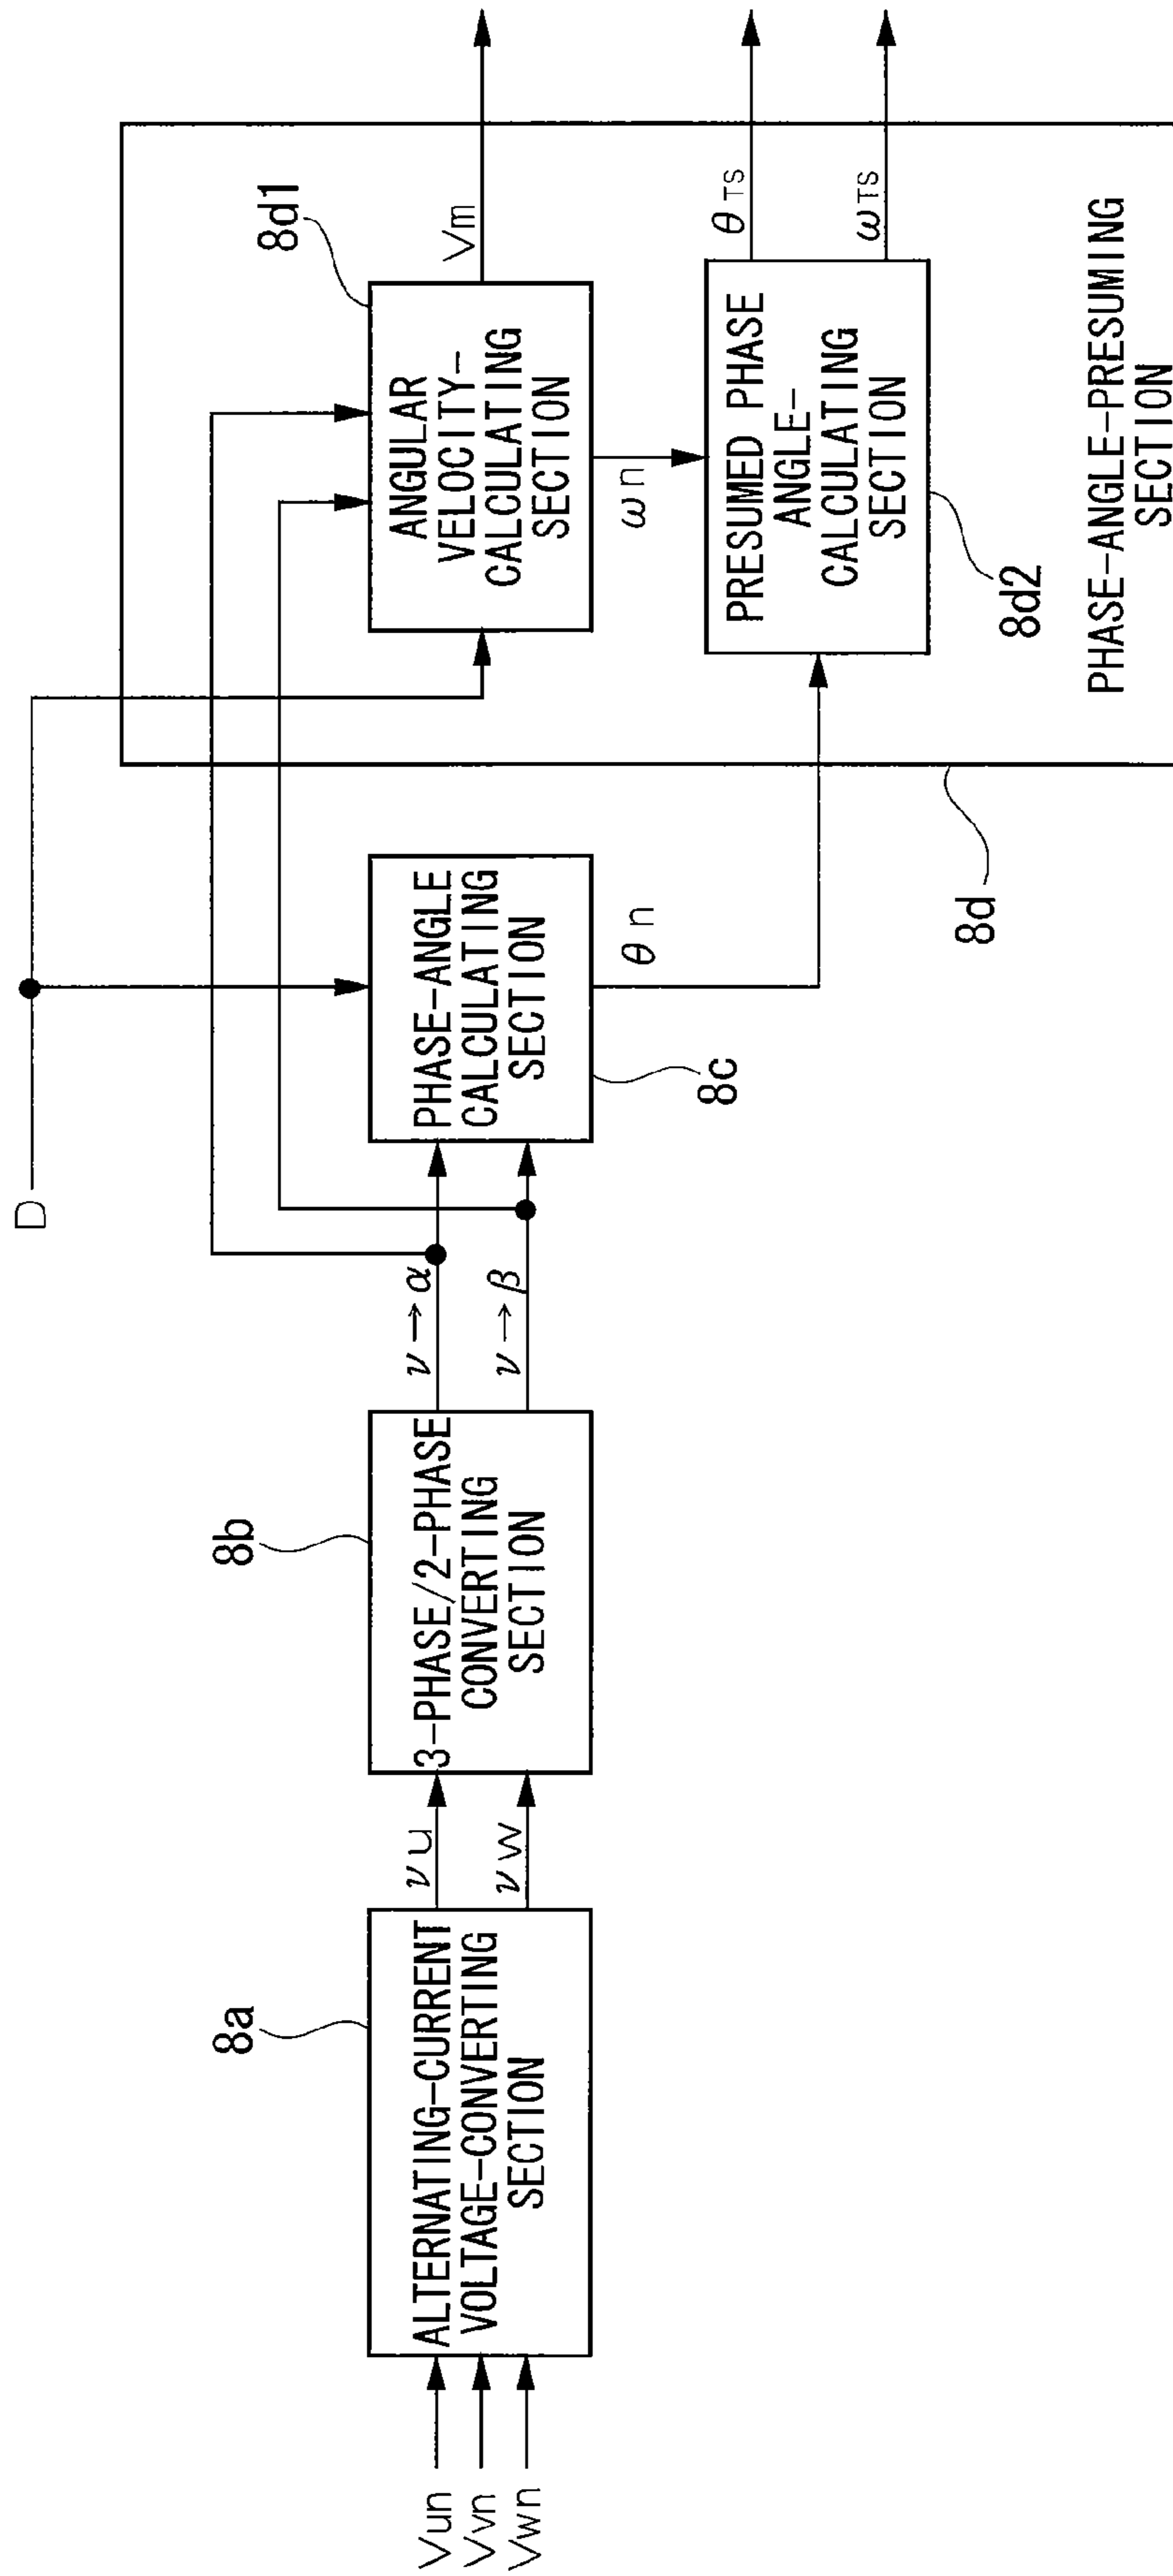 D
8a
8b
8d1
Vun
Vvn
Vwn
ALTERNATING-CURRENT
VOLTAGE-CONVERTING
SECTION
νu
νw
3-PHASE/2-PHASE
CONVERTING
SECTION
ν→α
ν→β
PHASE-ANGLE
CALCULATING
SECTION
8c
θn
ANGULAR
VELOCITY-
CALCULATING
SECTION
Vm
ωn
PRESUMED PHASE
ANGLE-
CALCULATING
SECTION
θTS
ωTS
8d2
8d
PHASE-ANGLE-PRESUMING
SECTION